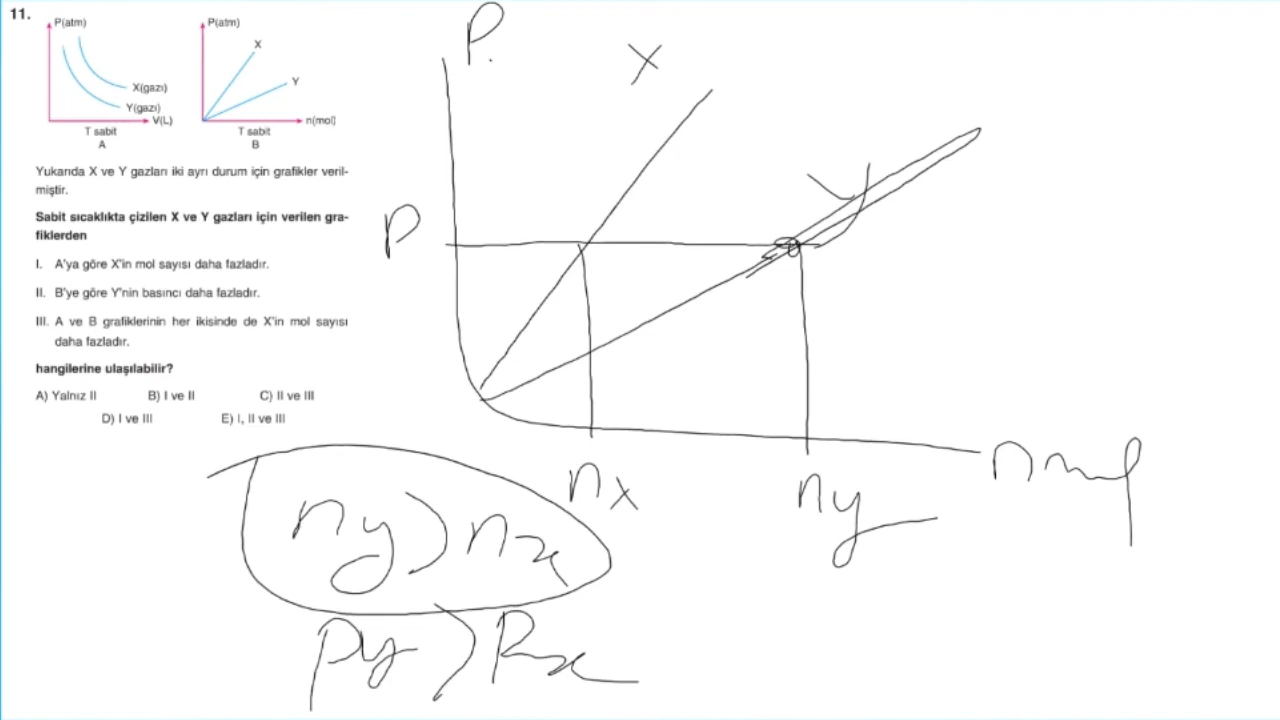 11.
P(atm)
X(gazı)
Y(gazı)
V(L)
T sabit
A
P(atm)
X
Y
n(mol)
T sabit
B
Yukarıda X ve Y gazları iki ayrı durum için grafikler veril-
miştir.
Sabit sıcaklıkta çizilen X ve Y gazları için verilen gra-
fiklerden
I. A'ya göre X'in mol sayısı daha fazladır.
II. B'ye göre Y'nin basıncı daha fazladır.
III. A ve B grafiklerinin her ikisinde de X'in mol sayısı
daha fazladır.
hangilerine ulaşılabilir?
A) Yalnız II B) I ve II C) II ve III
D) I ve III E) I, II ve III
P.
X
Y
P
nx
ny
n mol
ny > nx
Py > Px